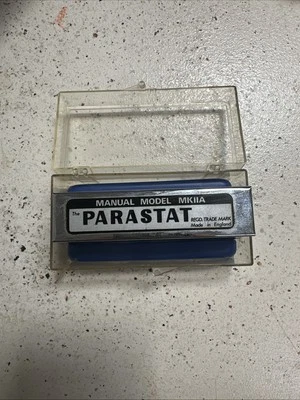 MANUAL MODEL MKIIA
The PARASTAT REGD. TRADE MARK
Made in England